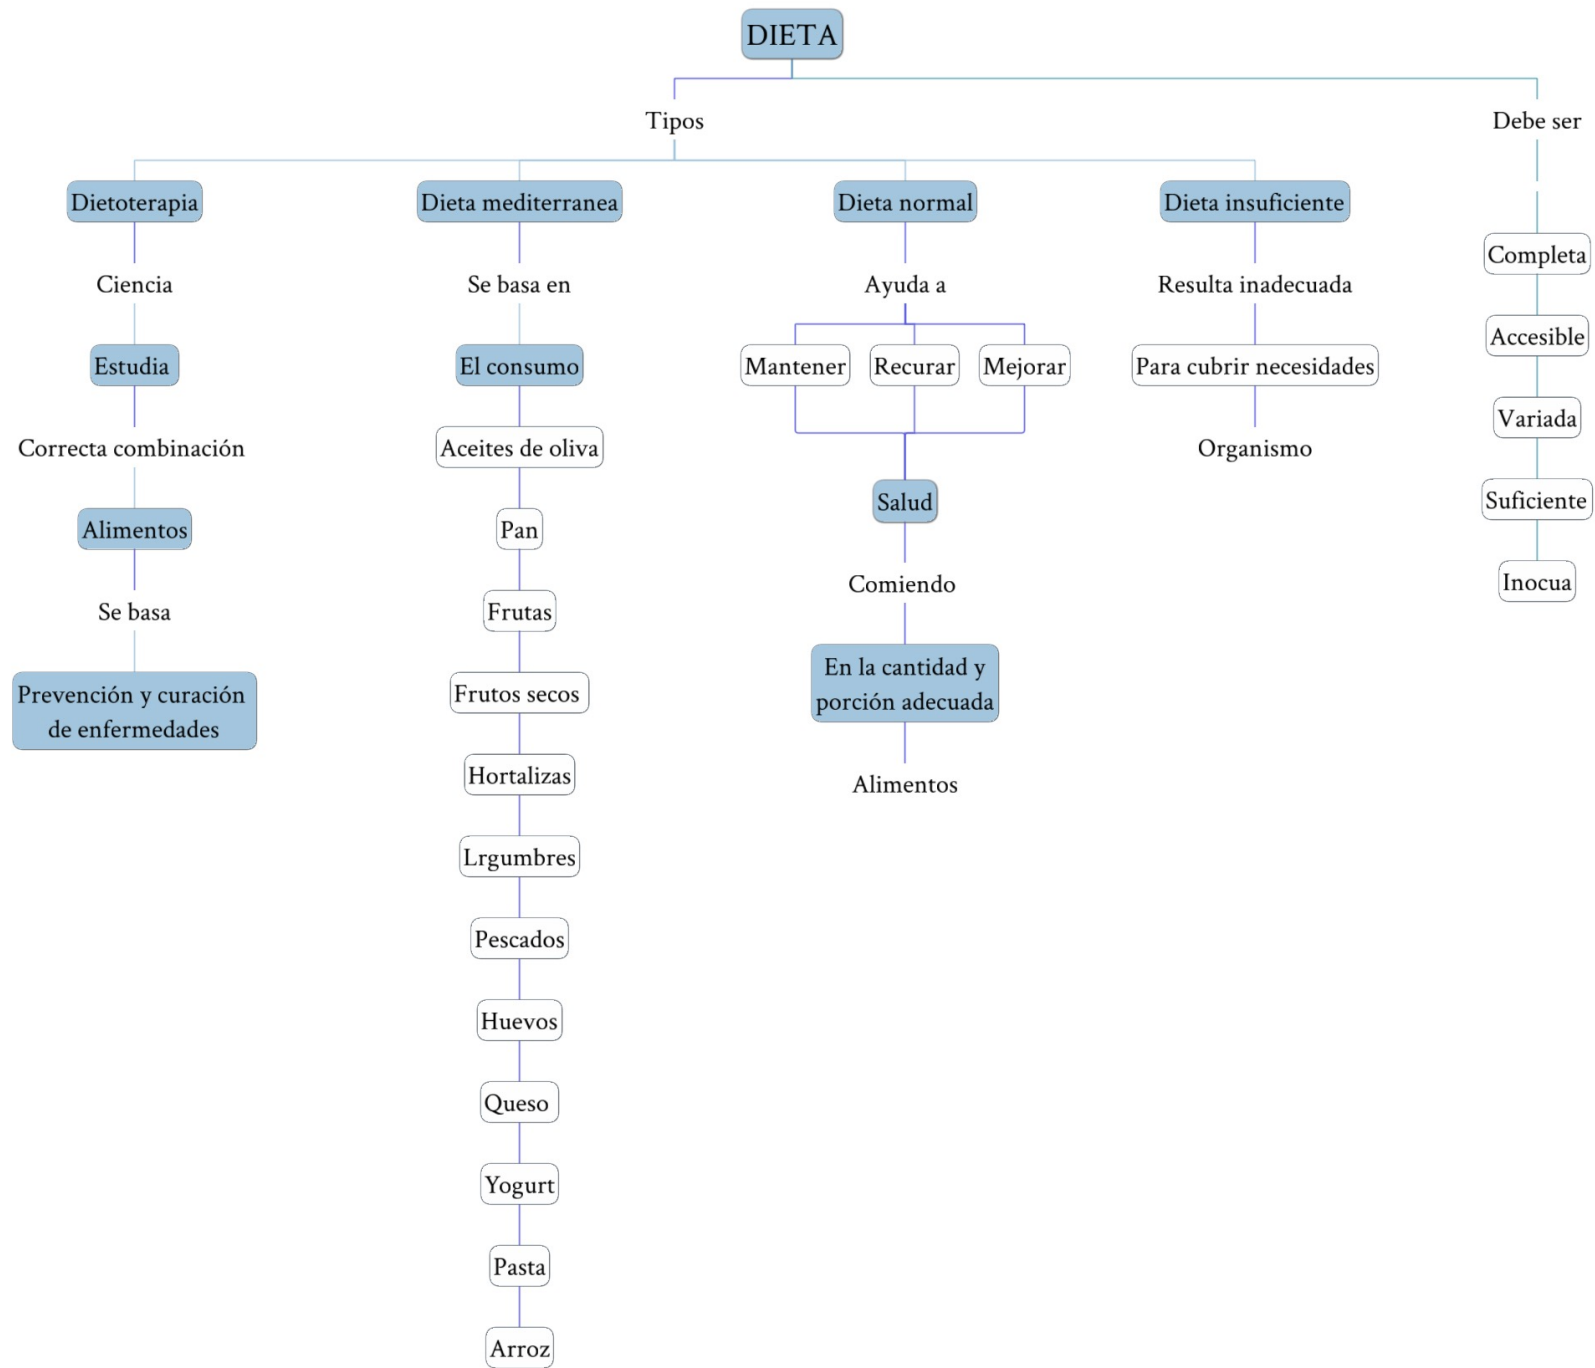 DIETA
Tipos
Debe ser
Dietoterapia
Dieta mediterranea
Dieta normal
Dieta insuficiente
Completa
Ciencia
Se basa en
Ayuda a
Resulta inadecuada
Accesible
Estudia
El consumo
Mantener
Recurar
Mejorar
Para cubrir necesidades
Variada
Correcta combinación
Aceites de oliva
Organismo
Suficiente
Alimentos
Pan
Salud
Inocua
Se basa
Frutas
Comiendo
Prevención y curación
de enfermedades
Frutos secos
En la cantidad y
porción adecuada
Hortalizas
Alimentos
Lrgumbres
Pescados
Huevos
Queso
Yogurt
Pasta
Arroz